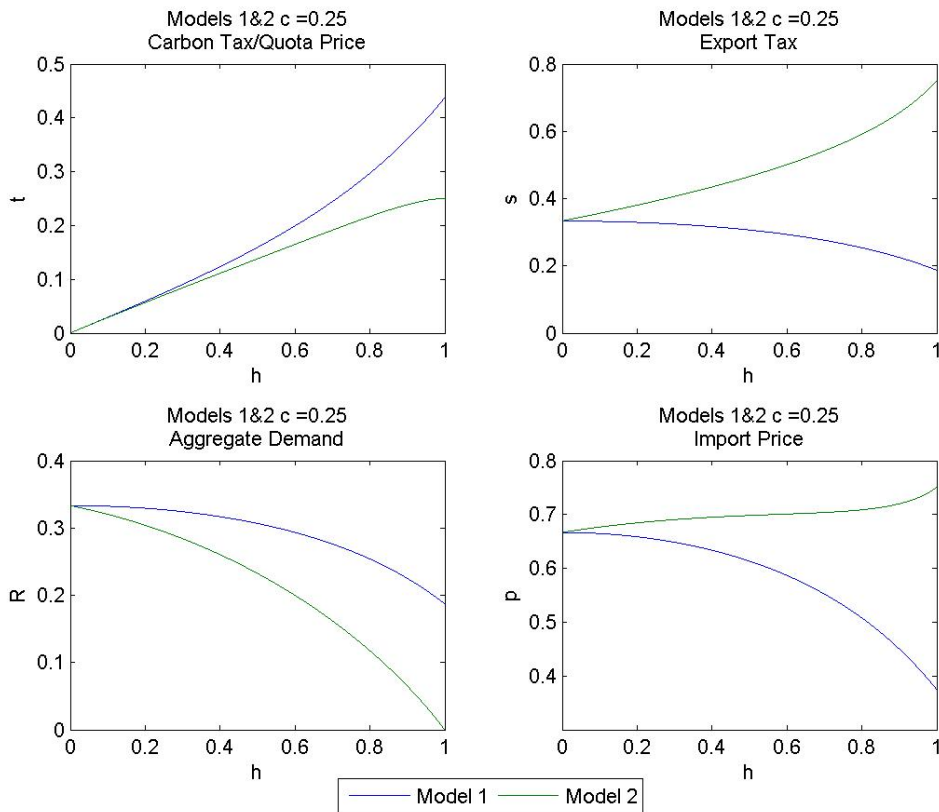 Models 1&2 c =0.25
Carbon Tax/Quota Price
0.5
0.4
0.3
0.2
0.1
0
t
0
0.2
0.4
0.6
0.8
1
h
Models 1&2 c =0.25
Export Tax
0.8
0.6
0.4
0.2
0
s
0
0.2
0.4
0.6
0.8
1
h
Models 1&2 c =0.25
Aggregate Demand
0.4
0.3
0.2
0.1
0
R
0
0.2
0.4
0.6
0.8
1
h
Models 1&2 c =0.25
Import Price
0.8
0.7
0.6
0.5
0.4
p
0
0.2
0.4
0.6
0.8
1
h
Model 1
Model 2